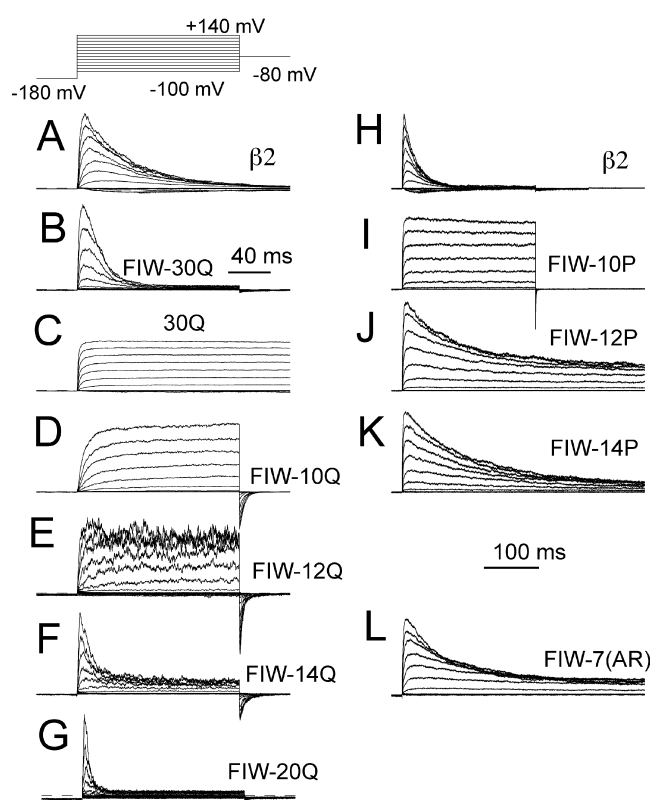 +140 mV
-80 mV
-180 mV
-100 mV
A
β2
B
FIW-30Q
40 ms
C
30Q
D
FIW-10Q
E
FIW-12Q
F
FIW-14Q
G
FIW-20Q
H
β2
I
FIW-10P
J
FIW-12P
K
FIW-14P
100 ms
L
FIW-7(AR)